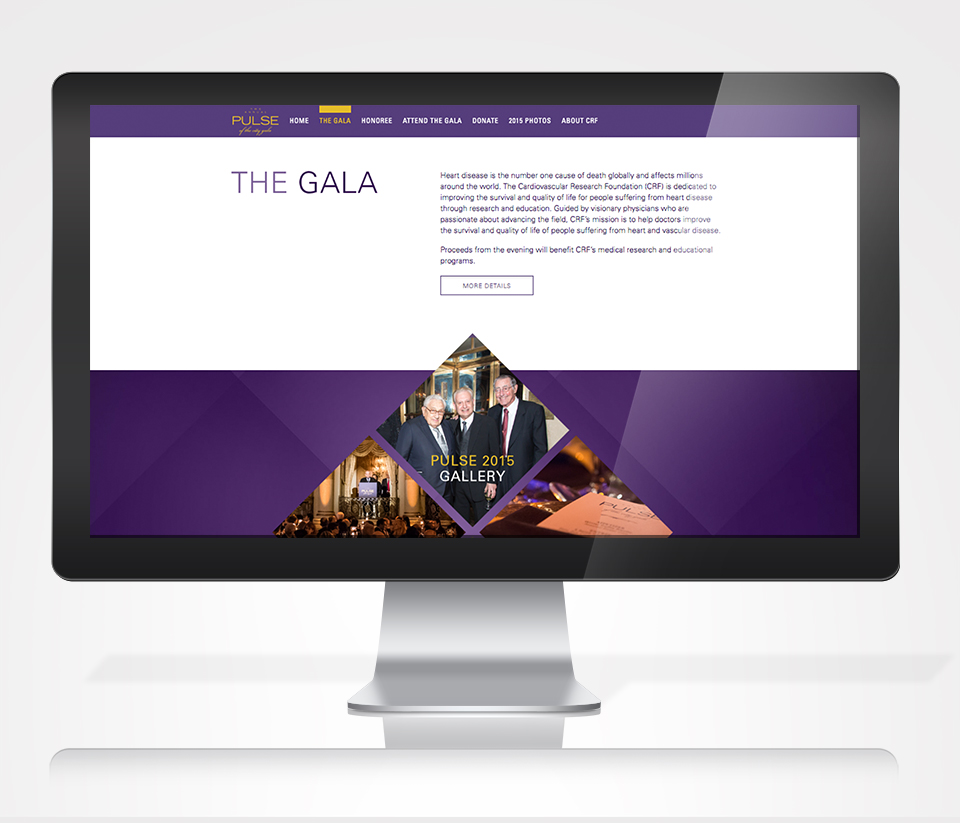 PULSE
of the city gala
HOME THE GALA HONOREE ATTEND THE GALA DONATE 2015 PHOTOS ABOUT CRF
THE GALA
Heart disease is the number one cause of death globally and affects millions
around the world. The Cardiovascular Research Foundation (CRF) is dedicated to
improving the survival and quality of life for people suffering from heart disease
through research and education. Guided by visionary physicians who are
passionate about advancing the field, CRF's mission is to help doctors improve
the survival and quality of life of people suffering from heart and vascular disease.
Proceeds from the evening will benefit CRF's medical research and educational
programs.
MORE DETAILS
PULSE 2015
GALLERY
PULSE